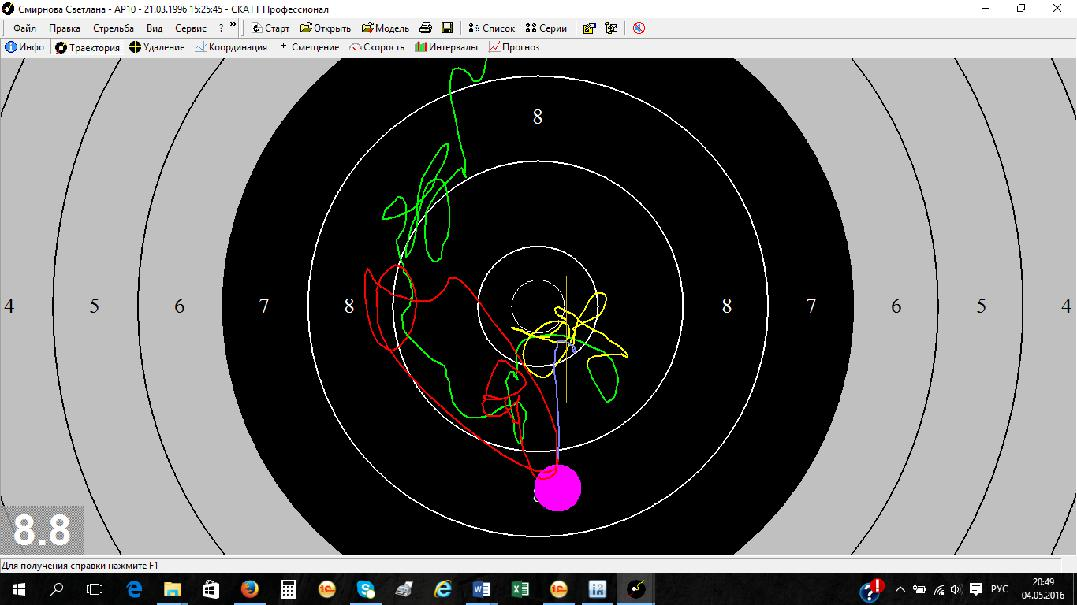 Смирнова Светлана - AP10 - 21.03.1996 15:25:45 - СКАТТ Профессионал
Файл Правка Стрельба Вид Сервис ? » Старт Открыть Модель Список Серии
Инфо Траектория Удаление Координация Смещение Скорость Интервалы Прогноз
8
4 5 6 7 8 8 7 6 5 4
8.8
Для получения справки нажмите F1
РУС 20:49
04.05.2016